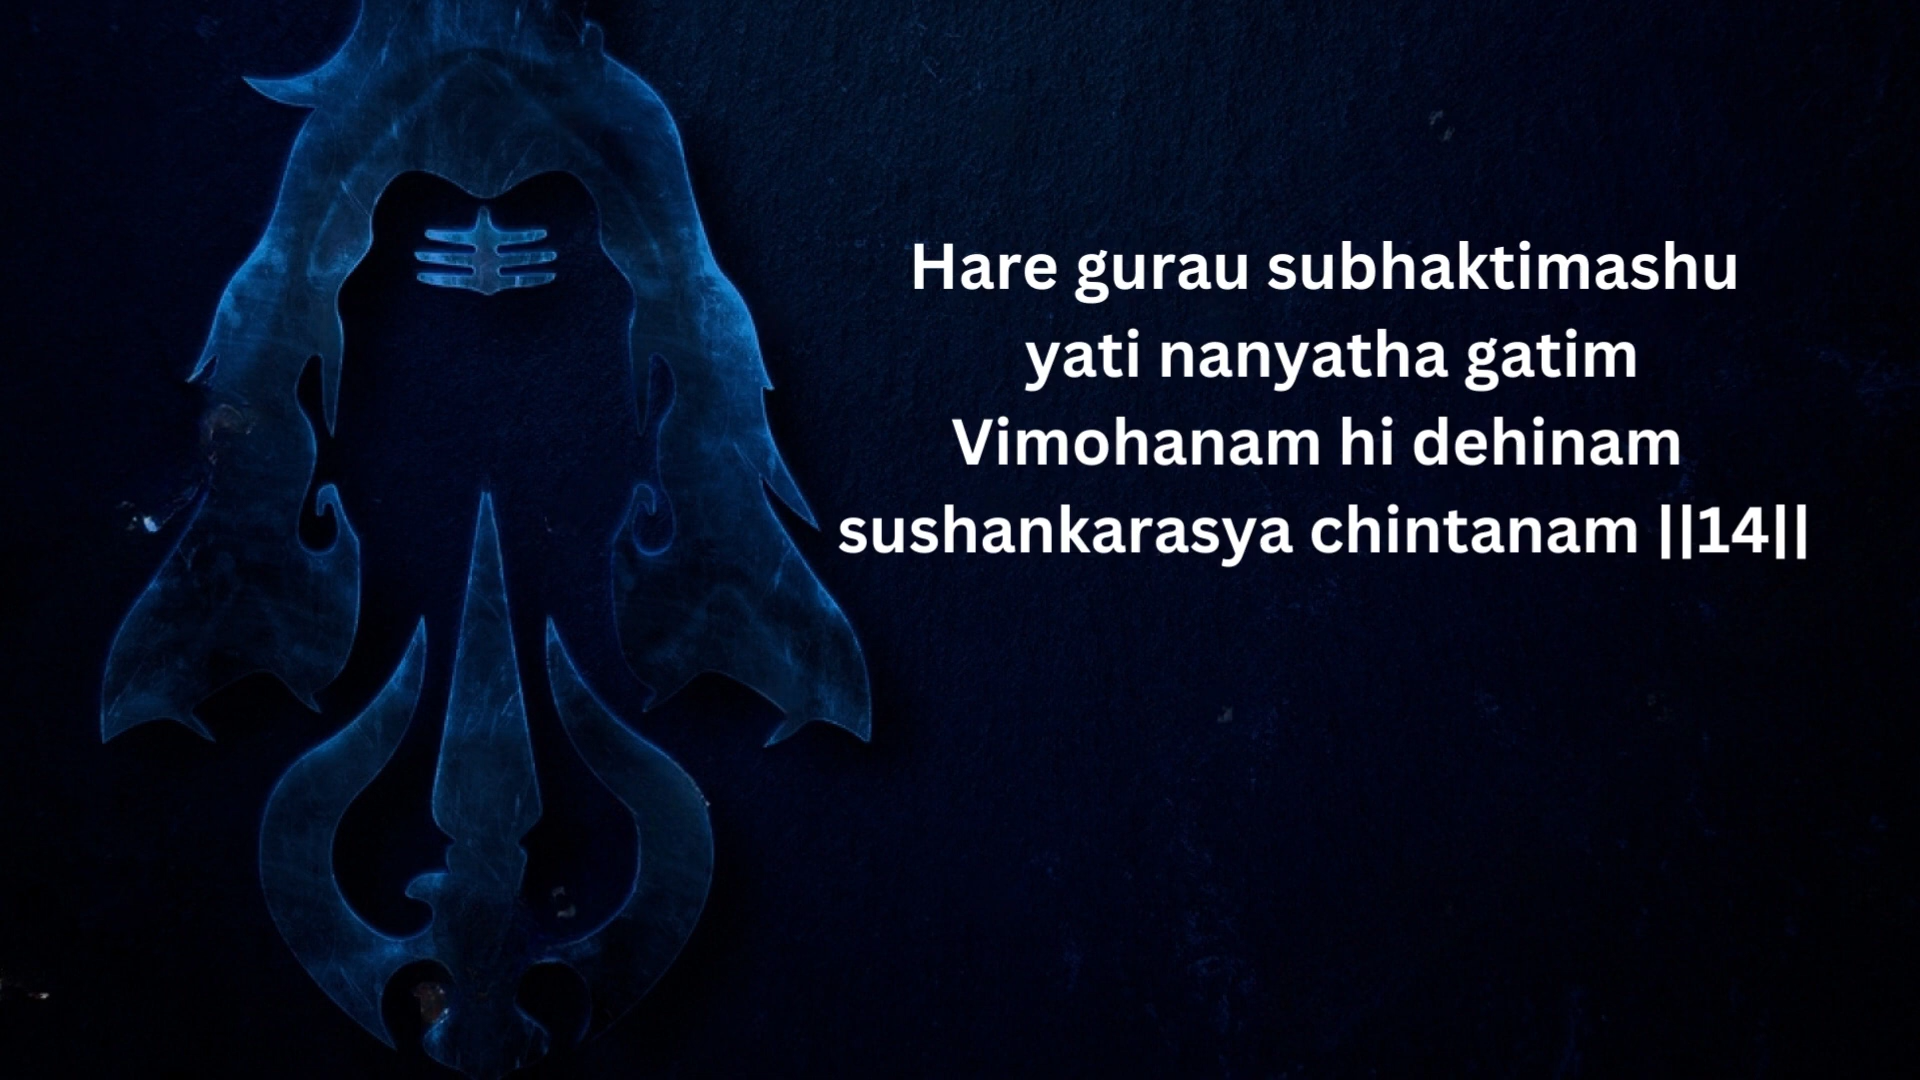 Hare gurau subhaktimashu
yati nanyatha gatim
Vimohanam hi dehinam
sushankarasya chintanam ||14||